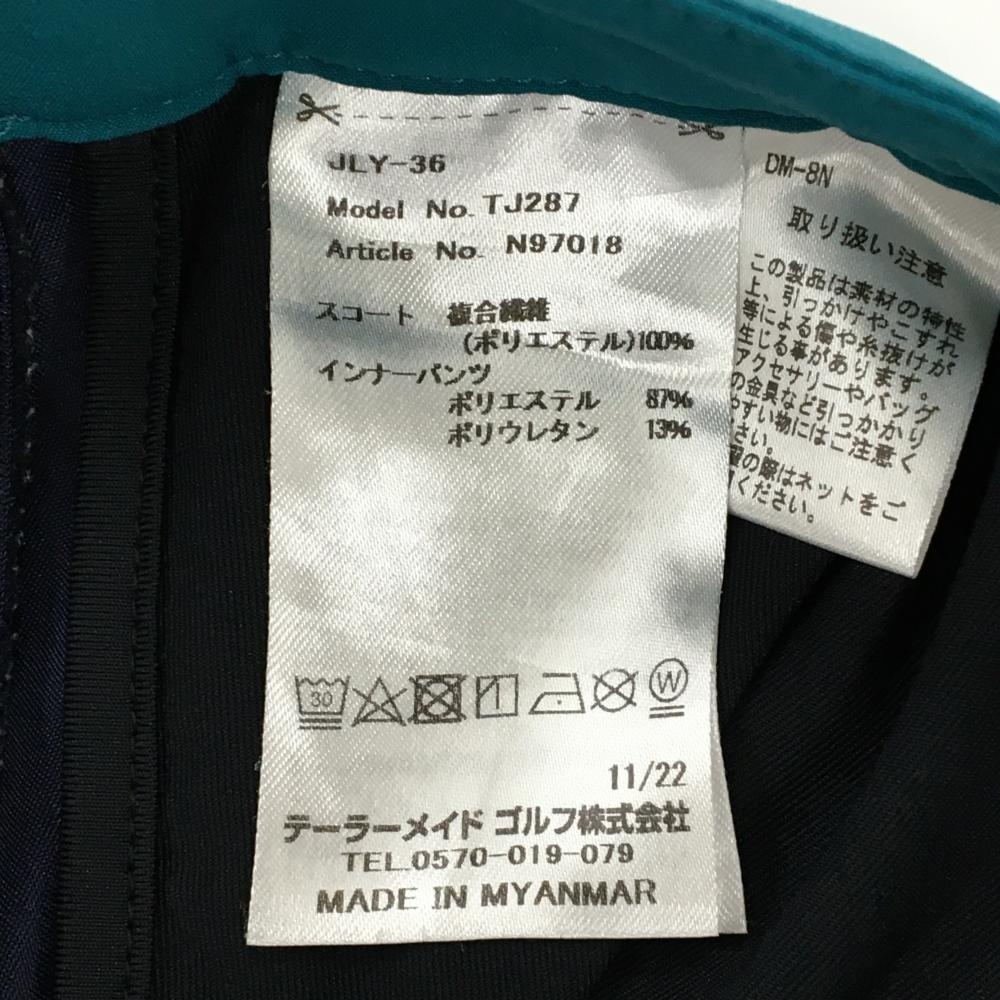 JLY-36
Model No. TJ287
Article No. N97018
スコート 複合繊維
(ポリエステル)100%
インナーパンツ
ポリエステル 87%
ポリウレタン 13%
30
W
11/22
テーラーメイド ゴルフ株式会社
TEL.0570-019-079
MADE IN MYANMAR
DM-8N
取り扱い注意
この製品は素材の特性
上、引っかけやこすれ
等による傷や糸抜けが
生じる事があります。
アクセサリーやバッグ
の金具など引っかかり
やすい物にはご注意く
さい。
の際はネットをご
ください。